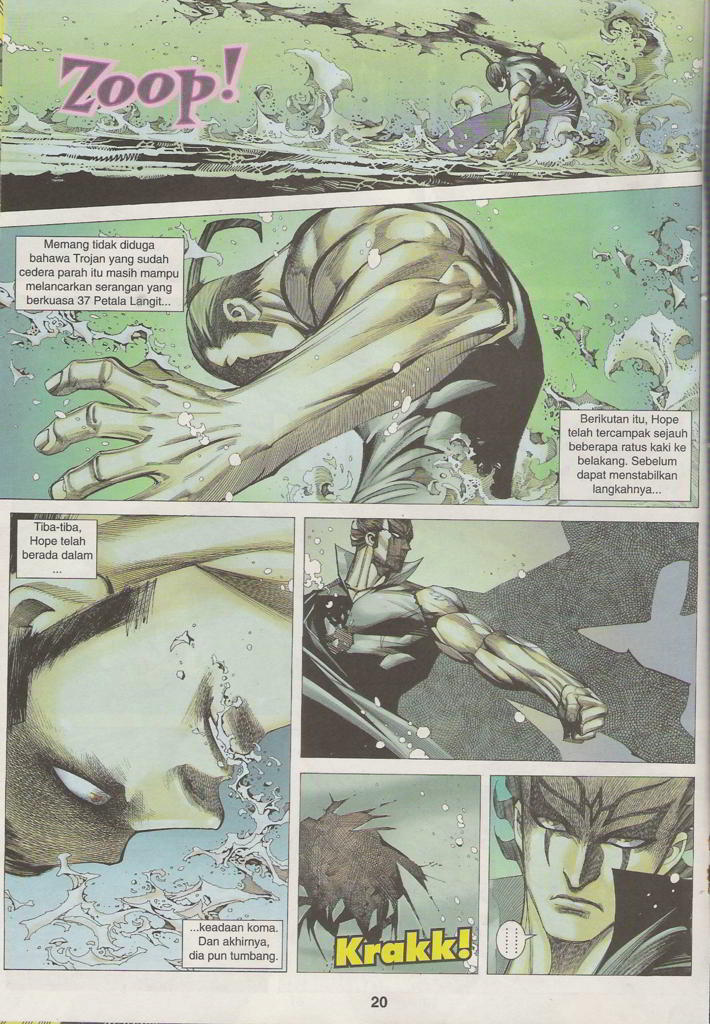 Zoop!
Memang tidak diduga
bahawa Trojan yang sudah
cedera parah itu masih mampu
melancarkan serangan yang
berkuasa 37 Petala Langit...
Berikutan itu, Hope
telah tercampak sejauh
beberapa ratus kaki ke
belakang. Sebelum
dapat menstabilkan
langkahnya...
Tiba-tiba,
Hope telah
berada dalam
...
...keadaan koma.
Dan akhirnya,
dia pun tumbang.
Krakk!
......
20